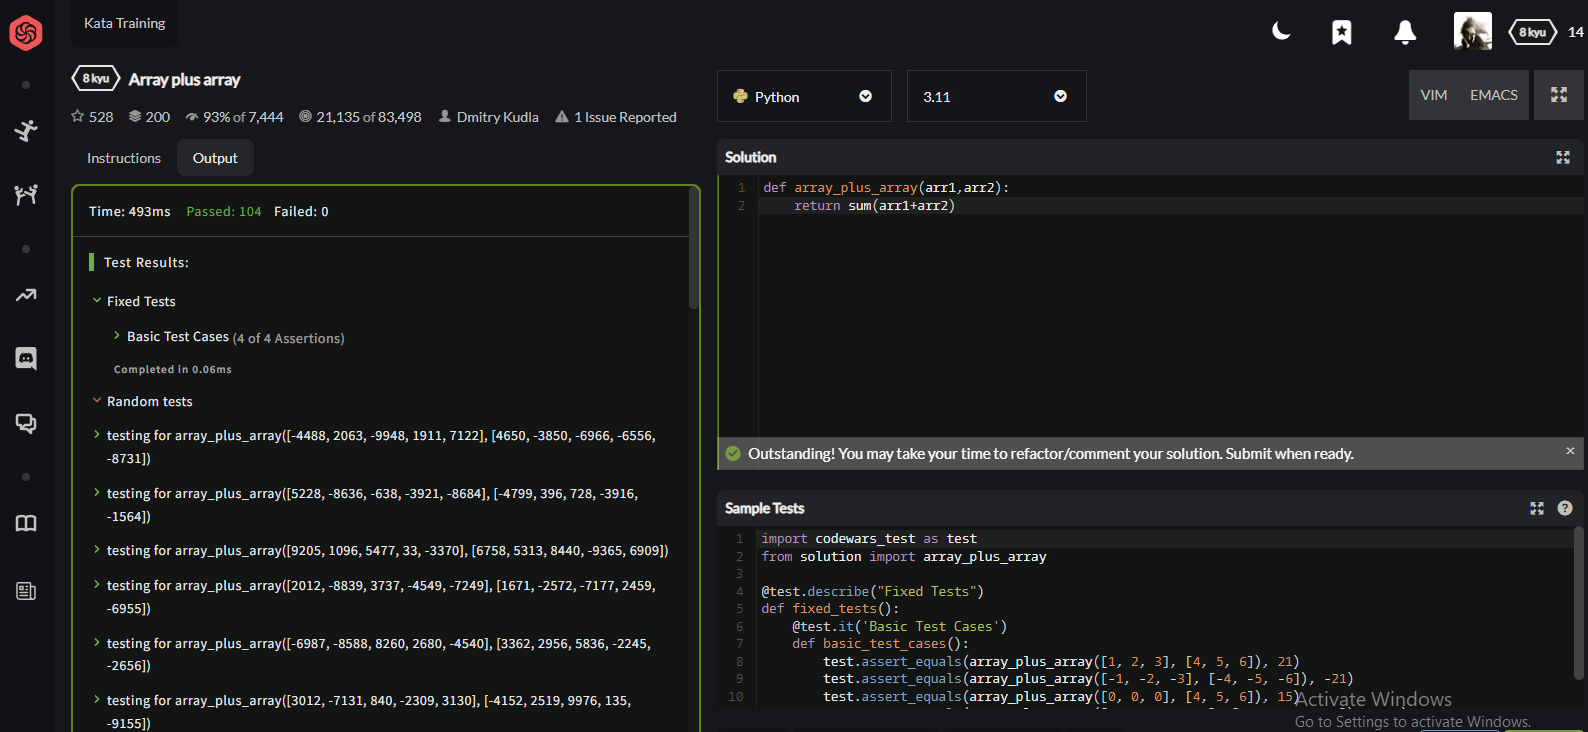 Kata Training
8 kyu
14
8 kyu Array plus array
528 200 93% of 7,444 21,135 of 83,498 Dmitry Kudla 1 Issue Reported
Instructions Output
Time: 493ms Passed: 104 Failed: 0
Test Results:
Fixed Tests
Basic Test Cases (4 of 4 Assertions)
Completed in 0.06ms
Random tests
testing for array_plus_array([-4488, 2063, -9948, 1911, 7122], [4650, -3850, -6966, -6556,
-8731])
testing for array_plus_array([5228, -8636, -638, -3921, -8684], [-4799, 396, 728, -3916,
-1564])
testing for array_plus_array([9205, 1096, 5477, 33, -3370], [6758, 5313, 8440, -9365, 6909])
testing for array_plus_array([2012, -8839, 3737, -4549, -7249], [1671, -2572, -7177, 2459,
-6955])
testing for array_plus_array([-6987, -8588, 8260, 2680, -4540], [3362, 2956, 5836, -2245,
-2656])
testing for array_plus_array([3012, -7131, 840, -2309, 3130], [-4152, 2519, 9976, 135,
-9155])
Python
3.11
VIM EMACS
Solution
1 def array_plus_array(arr1,arr2):
2 return sum(arr1+arr2)
Outstanding! You may take your time to refactor/comment your solution. Submit when ready.
Sample Tests
1 import codewars_test as test
2 from solution import array_plus_array
3
4 @test.describe("Fixed Tests")
5 def fixed_tests():
6 @test.it('Basic Test Cases')
7 def basic_test_cases():
8 test.assert_equals(array_plus_array([1, 2, 3], [4, 5, 6]), 21)
9 test.assert_equals(array_plus_array([-1, -2, -3], [-4, -5, -6]), -21)
10 test.assert_equals(array_plus_array([0, 0, 0], [4, 5, 6]), 15)
Activate Windows
Go to Settings to activate Windows.